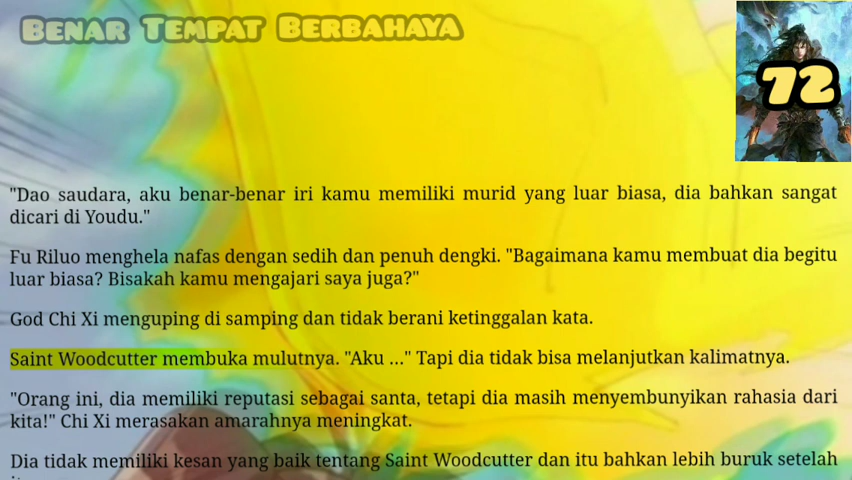 Benar Tempat Berbahaya
72
"Dao saudara, aku benar-benar iri kamu memiliki murid yang luar biasa, dia bahkan sangat
dicari di Youdu."
Fu Riluo menghela nafas dengan sedih dan penuh dengki. "Bagaimana kamu membuat dia begitu
luar biasa? Bisakah kamu mengajari saya juga?"
God Chi Xi menguping di samping dan tidak berani ketinggalan kata.
Saint Woodcutter membuka mulutnya. "Aku ..." Tapi dia tidak bisa melanjutkan kalimatnya.
"Orang ini, dia memiliki reputasi sebagai santa, tetapi dia masih menyembunyikan rahasia dari
kita!" Chi Xi merasakan amarahnya meningkat.
Dia tidak memiliki kesan yang baik tentang Saint Woodcutter dan itu bahkan lebih buruk setelah